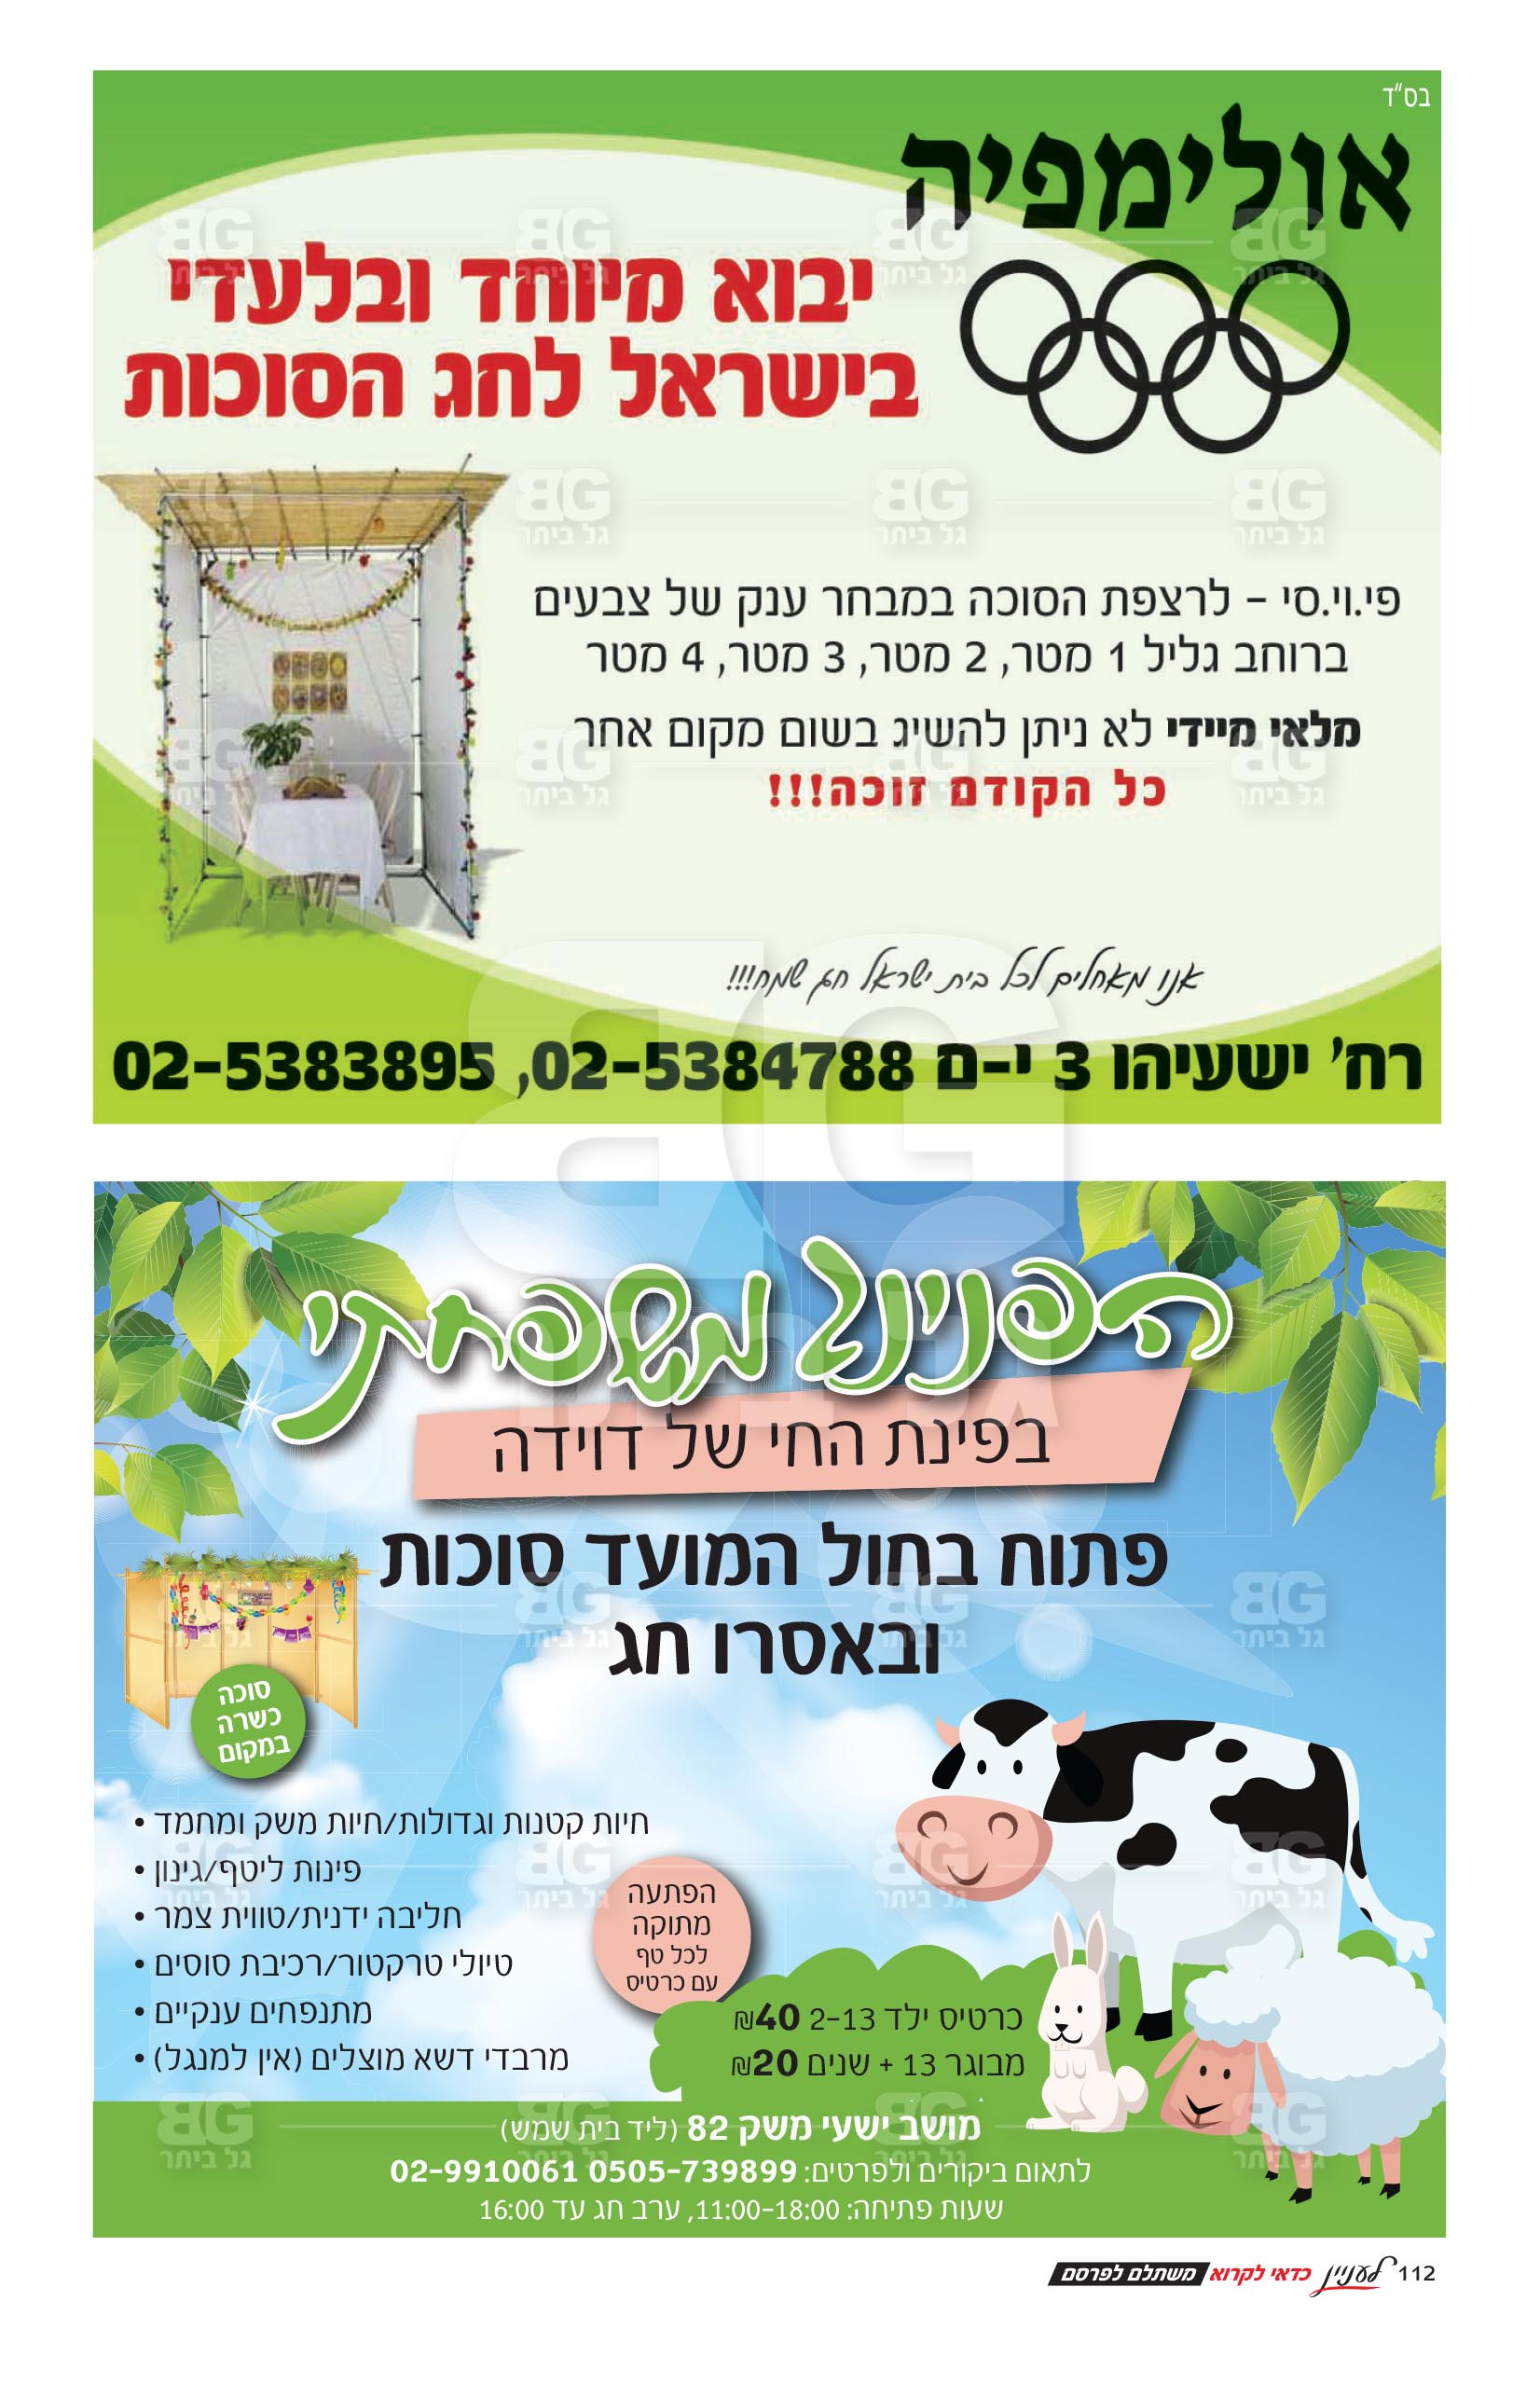 בס"ד
אולימפיה
יבוא מיוחד ובלעדי
בישראל לחג הסוכות
פי.וי.סי – לרצפת הסוכה במבחר ענק של צבעים
ברוחב גליל 1 מטר, 2 מטר, 3 מטר, 4 מטר
מלאי מיידי לא ניתן להשיג בשום מקום אחר
כל הקודם זוכה!!!
אנו מאחלים לכל בית ישראל חג שמח!!!
רח' ישעיהו 3 י-ם 02-5384788, 02-5383895
הפנינג משפחתי
בפינת החי של דוידה
פתוח בחול המועד סוכות
ובאסרו חג
סוכה
כשרה
במקום
• חיות קטנות וגדולות/חיות משק ומחמד
• פינות ליטף/גינון
• חליבה ידנית/טווית צמר
• טיולי טרקטור/רכיבת סוסים
• מתנפחים ענקיים
• מרבדי דשא מוצלים (אין למנגל)
הפתעה
מתוקה
לכל טף
עם כרטיס
כרטיס ילד 2-13 40₪
מבוגר 13 + שנים 20₪
מושב ישעי משק 82 (ליד בית שמש)
לתאום ביקורים ולפרטים: 0505-739899 02-9910061
שעות פתיחה: 11:00-18:00, ערב חג עד 16:00
112 לעניין כדאי לקרוא משתלם לפרסם
BG
גל ביתר